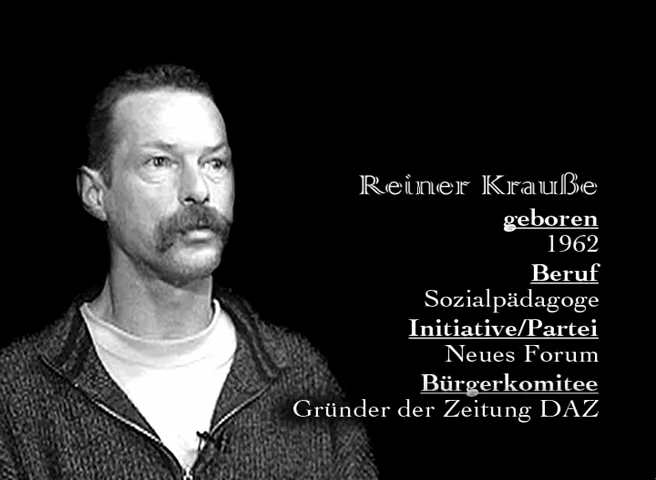 Reiner Krauße
geboren
1962
Beruf
Sozialpädagoge
Initiative/Partei
Neues Forum
Bürgerkomitee
Gründer der Zeitung DAZ